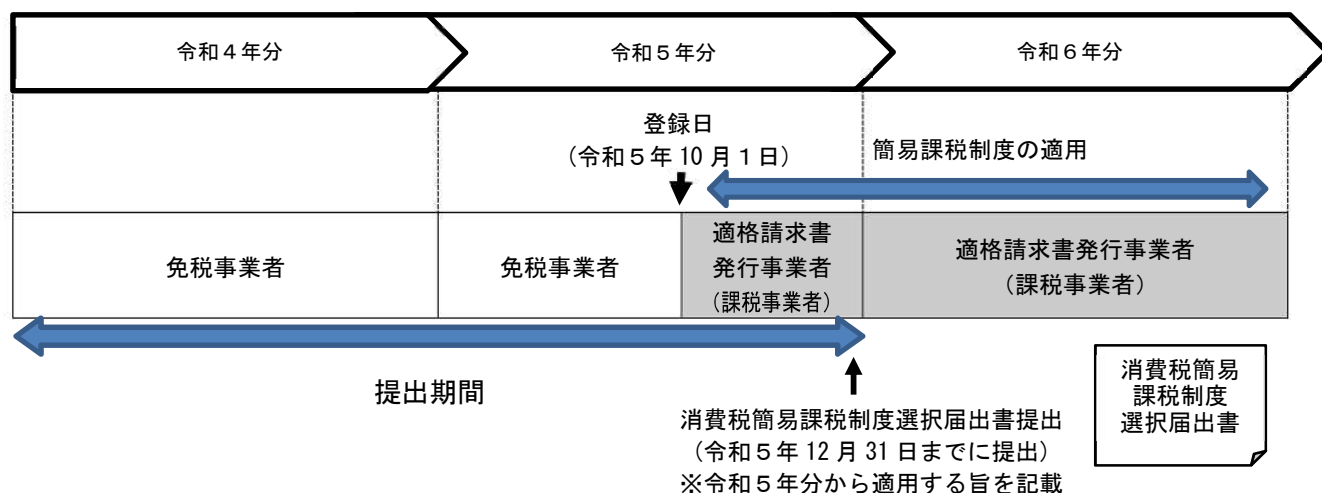 令和４年分
令和５年分
令和６年分
登録日
（令和５年 10 月１日）
簡易課税制度の適用
免税事業者
免税事業者
適格請求書
発行事業者
（課税事業者）
適格請求書発行事業者
（課税事業者）
提出期間
消費税簡易課税制度選択届出書提出
（令和５年 12 月 31 日までに提出）
※令和５年分から適用する旨を記載
消費税簡易
課税制度
選択届出書